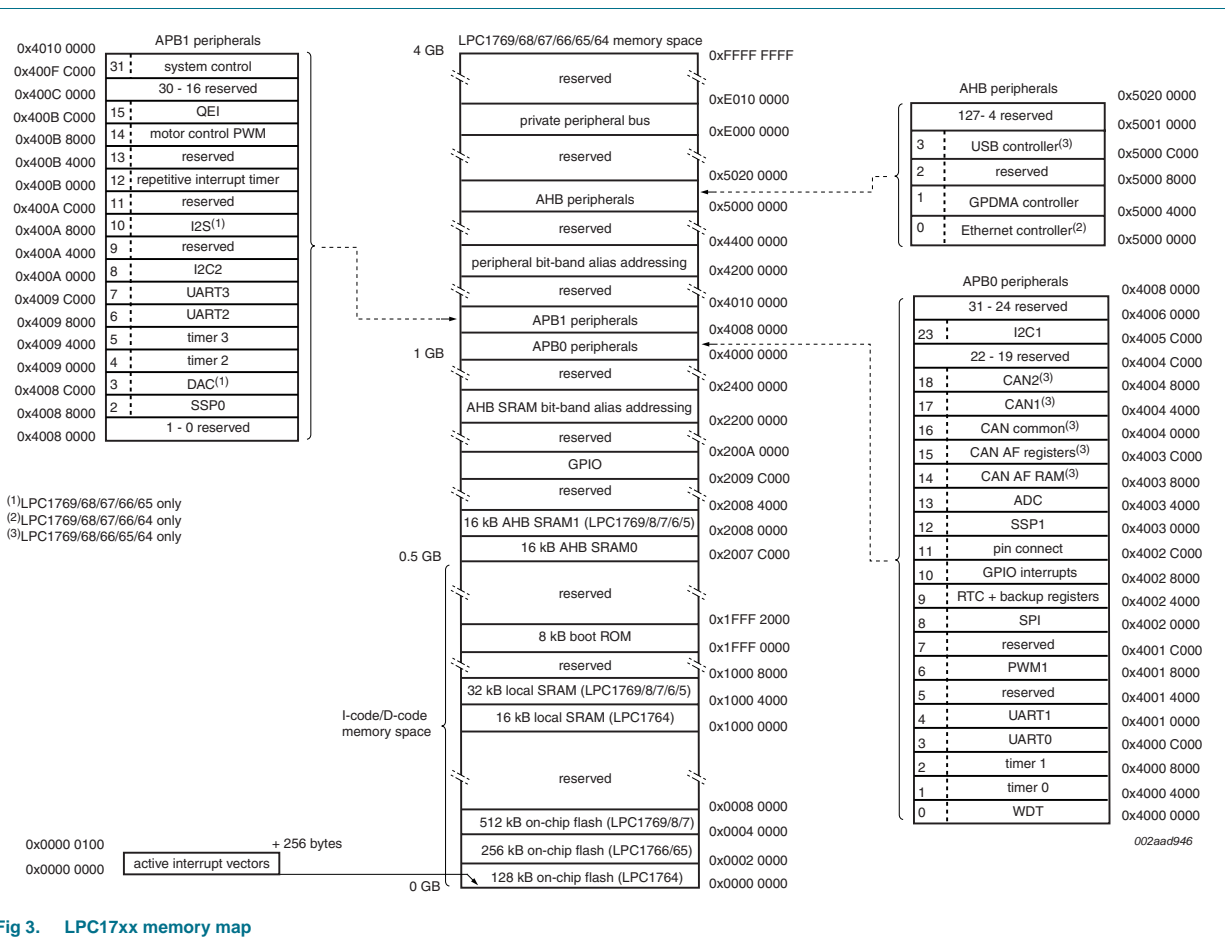 APB1 peripherals
0x4010 0000
31 system control
0x400F C000
30 - 16 reserved
0x400C 0000
15 QEI
0x400B C000
14 motor control PWM
0x400B 8000
13 reserved
0x400B 4000
12 repetitive interrupt timer
0x400B 0000
11 reserved
0x400A C000
10 I2S(1)
0x400A 8000
9 reserved
0x400A 4000
8 I2C2
0x400A 0000
7 UART3
0x4009 C000
6 UART2
0x4009 8000
5 timer 3
0x4009 4000
4 timer 2
0x4009 0000
3 DAC(1)
0x4008 C000
2 SSP0
0x4008 8000
1 - 0 reserved
0x4008 0000
(1)LPC1769/68/67/66/65 only
(2)LPC1769/68/67/66/64 only
(3)LPC1769/68/66/65/64 only
LPC1769/68/67/66/65/64 memory space
4 GB
0xFFFF FFFF
reserved
0xE010 0000
private peripheral bus
0xE000 0000
reserved
0x5020 0000
AHB peripherals
0x5000 0000
reserved
0x4400 0000
peripheral bit-band alias addressing
0x4200 0000
reserved
0x4010 0000
APB1 peripherals
0x4008 0000
APB0 peripherals
1 GB
0x4000 0000
reserved
0x2400 0000
AHB SRAM bit-band alias addressing
0x2200 0000
reserved
0x200A 0000
GPIO
0x2009 C000
reserved
0x2008 4000
16 kB AHB SRAM1 (LPC1769/8/7/6/5)
0x2008 0000
16 kB AHB SRAM0
0.5 GB
0x2007 C000
reserved
0x1FFF 2000
8 kB boot ROM
0x1FFF 0000
reserved
0x1000 8000
32 kB local SRAM (LPC1769/8/7/6/5)
0x1000 4000
16 kB local SRAM (LPC1764)
0x1000 0000
I-code/D-code
memory space
reserved
0x0008 0000
512 kB on-chip flash (LPC1769/8/7)
0x0004 0000
256 kB on-chip flash (LPC1766/65)
0x0002 0000
128 kB on-chip flash (LPC1764)
0 GB
0x0000 0000
0x0000 0100
+ 256 bytes
active interrupt vectors
0x0000 0000
AHB peripherals
0x5020 0000
127- 4 reserved
0x5001 0000
3 USB controller(3)
0x5000 C000
2 reserved
0x5000 8000
1 GPDMA controller
0x5000 4000
0 Ethernet controller(2)
0x5000 0000
APB0 peripherals
0x4008 0000
31 - 24 reserved
0x4006 0000
23 I2C1
0x4005 C000
22 - 19 reserved
0x4004 C000
18 CAN2(3)
0x4004 8000
17 CAN1(3)
0x4004 4000
16 CAN common(3)
0x4004 0000
15 CAN AF registers(3)
0x4003 C000
14 CAN AF RAM(3)
0x4003 8000
13 ADC
0x4003 4000
12 SSP1
0x4003 0000
11 pin connect
0x4002 C000
10 GPIO interrupts
0x4002 8000
9 RTC + backup registers
0x4002 4000
8 SPI
0x4002 0000
7 reserved
0x4001 C000
6 PWM1
0x4001 8000
5 reserved
0x4001 4000
4 UART1
0x4001 0000
3 UART0
0x4000 C000
2 timer 1
0x4000 8000
1 timer 0
0x4000 4000
0 WDT
0x4000 0000
002aad946
Fig 3. LPC17xx memory map